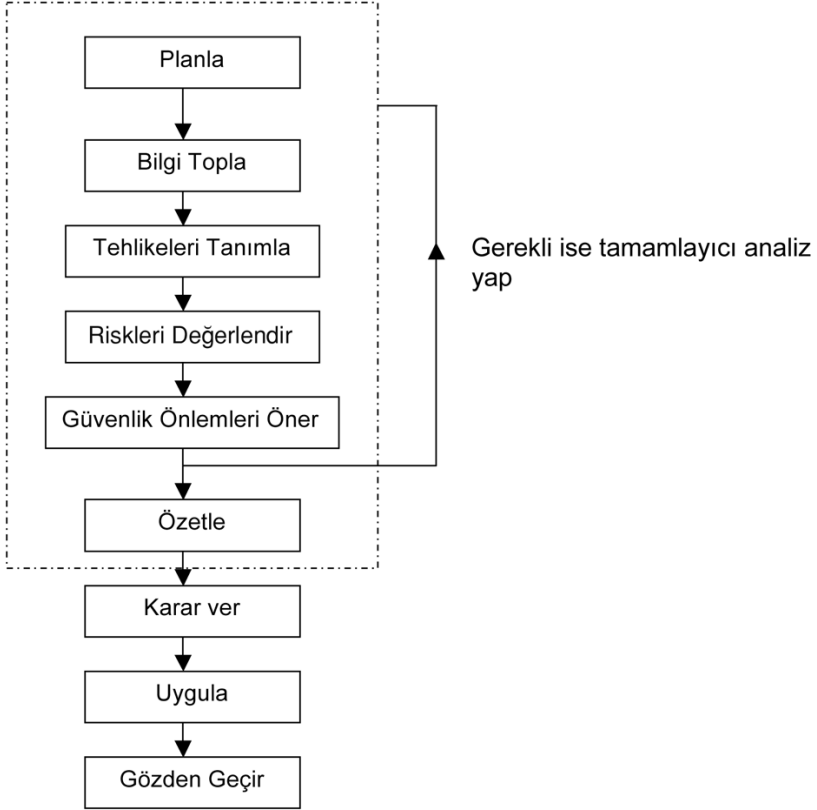 Planla
Bilgi Topla
Tehlikeleri Tanımla
Gerekli ise tamamlayıcı analiz
yap
Riskleri Değerlendir
Güvenlik Önlemleri Öner
Özetle
Karar ver
Uygula
Gözden Geçir